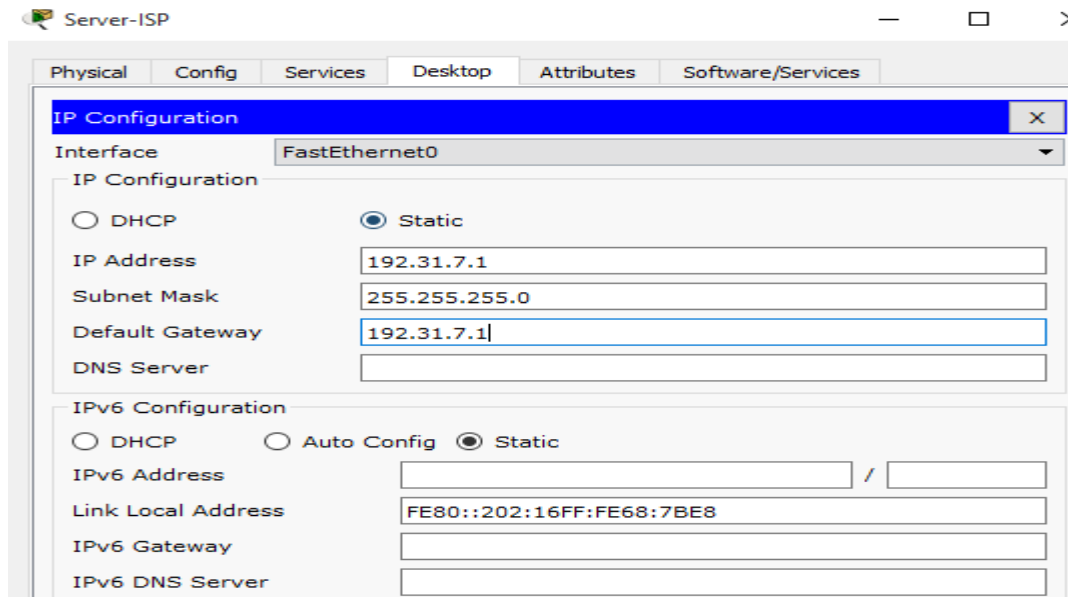 Server-ISP
Physical Config Services Desktop Attributes Software/Services
IP Configuration X
Interface FastEthernet0
IP Configuration
DHCP Static
IP Address 192.31.7.1
Subnet Mask 255.255.255.0
Default Gateway 192.31.7.1
DNS Server
IPv6 Configuration
DHCP Auto Config Static
IPv6 Address /
Link Local Address FE80::202:16FF:FE68:7BE8
IPv6 Gateway
IPv6 DNS Server